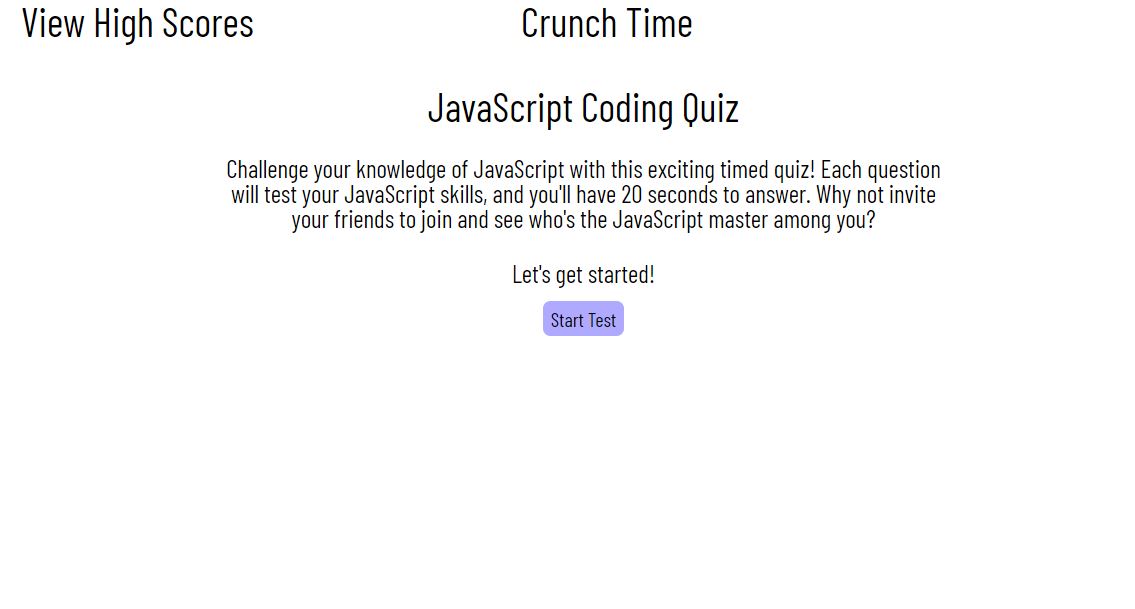 View High Scores
Crunch Time
JavaScript Coding Quiz
Challenge your knowledge of JavaScript with this exciting timed quiz! Each question
will test your JavaScript skills, and you'll have 20 seconds to answer. Why not invite
your friends to join and see who's the JavaScript master among you?
Let's get started!
Start Test